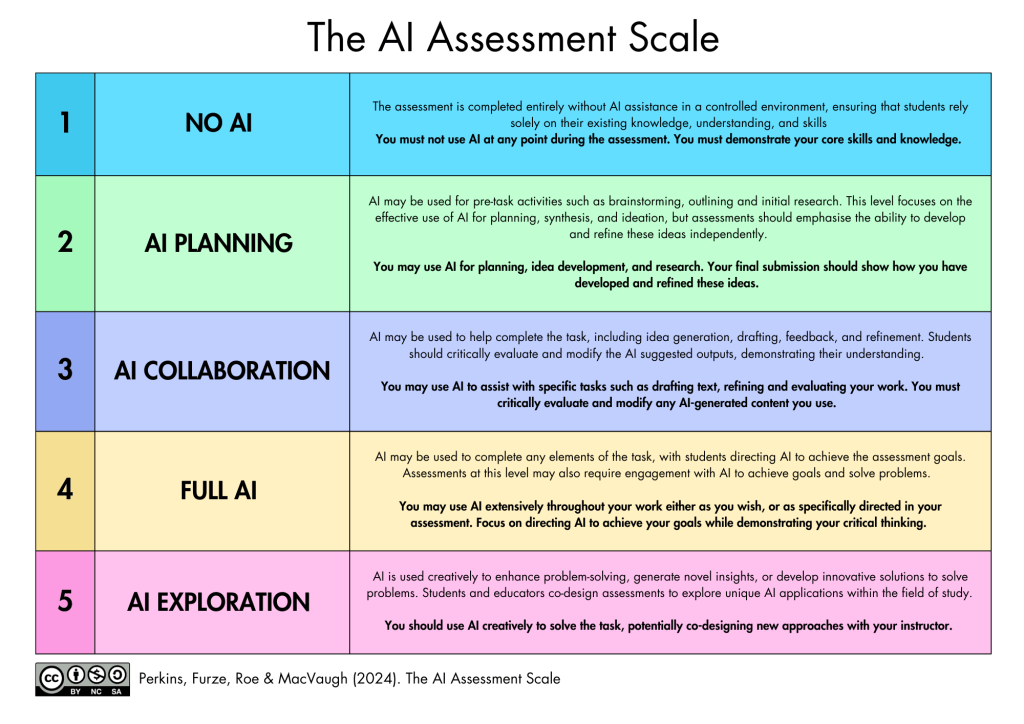 The AI Assessment Scale
1
NO AI
The assessment is completed entirely without AI assistance in a controlled environment, ensuring that students rely
solely on their existing knowledge, understanding, and skills
You must not use AI at any point during the assessment. You must demonstrate your core skills and knowledge.
2
AI PLANNING
AI may be used for pre-task activities such as brainstorming, outlining and initial research. This level focuses on the
effective use of AI for planning, synthesis, and ideation, but assessments should emphasise the ability to develop
and refine these ideas independently.
You may use AI for planning, idea development, and research. Your final submission should show how you have
developed and refined these ideas.
3
AI COLLABORATION
AI may be used to help complete the task, including idea generation, drafting, feedback, and refinement. Students
should critically evaluate and modify the AI suggested outputs, demonstrating their understanding.
You may use AI to assist with specific tasks such as drafting text, refining and evaluating your work. You must
critically evaluate and modify any AI-generated content you use.
4
FULL AI
AI may be used to complete any elements of the task, with students directing AI to achieve the assessment goals.
Assessments at this level may also require engagement with AI to achieve goals and solve problems.
You may use AI extensively throughout your work either as you wish, or as specifically directed in your
assessment. Focus on directing AI to achieve your goals while demonstrating your critical thinking.
5
AI EXPLORATION
AI is used creatively to enhance problem-solving, generate novel insights, or develop innovative solutions to solve
problems. Students and educators co-design assessments to explore unique AI applications within the field of study.
You should use AI creatively to solve the task, potentially co-designing new approaches with your instructor.
cc
BY NC SA
Perkins, Furze, Roe & MacVaugh (2024). The AI Assessment Scale